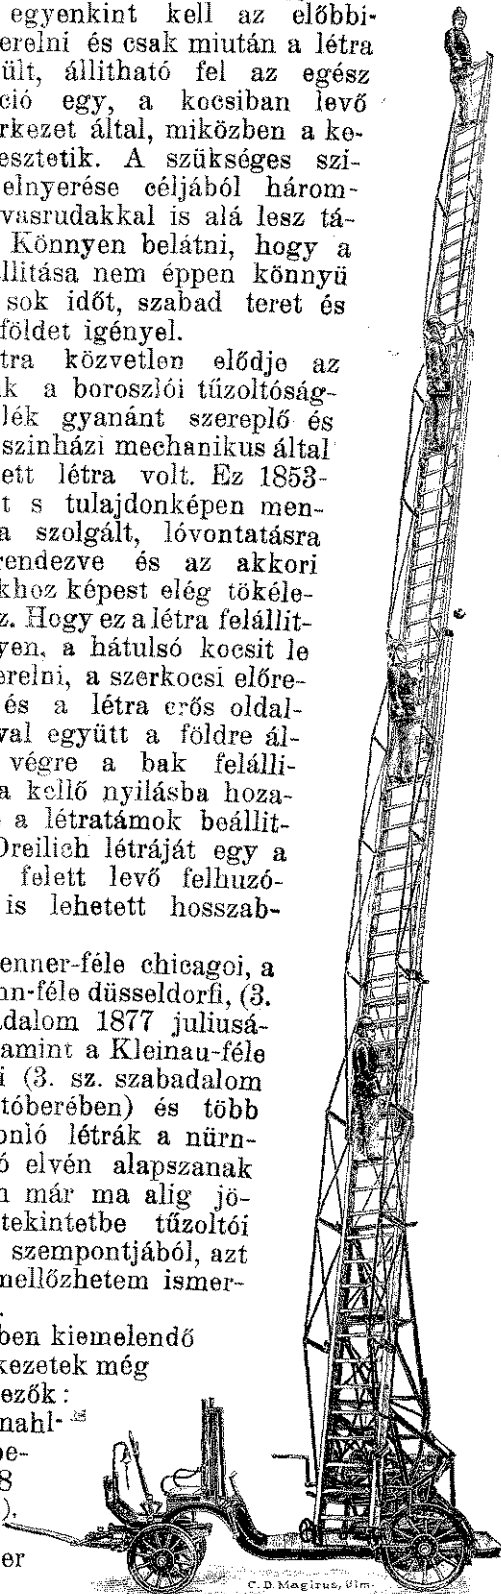 egyenkint kell az előbbi-
erelni és csak miután a létra
ült, állitható fel az egész
ció egy, a kocsiban levő
rkezet által, miközben a ke-
esztetik. A szükséges szi-
elnyerése céljából három-
vasrudakkal is alá lesz tá-
Könnyen belátni, hogy a
llitása nem éppen könnyü
sok időt, szabad teret és
földet igényel.
tra közvetlen elődje az
k a boroszlói tűzoltóság-
lék gyanánt szereplő és
szinházi mechanikus által
ett létra volt. Ez 1853-
t s tulajdonképen men-
a szolgált, lóvontatásra
rendezve és az akkori
khoz képest elég tökéle-
z. Hogy ez a létra felállit-
yen, a hátulsó kocsit le
erelni, a szerkocsi előre-
és a létra erős oldal-
val együtt a földre ál-
végre a bak felálli-
a kellő nyilásba hoza-
a létratámok beállit-
Dreilich létráját egy a
felett levő felhuzó-
is lehetett hosszab-
enner-féle chicagoi, a
nn-féle düsseldorfi, (3.
adalom 1877 juliusá-
amint a Kleinau-féle
i (3. sz. szabadalom
tóberében) és több
onló létrák a nürn-
ó elvén alapszanak
n már ma alig jö-
tekintetbe tűzoltói
szempontjából, azt
mellőzhetem ismer-
ben kiemelendő
kezetek még
ezők:
nahl-
be-
8
).
er
C. D. Magirus, Ulm.